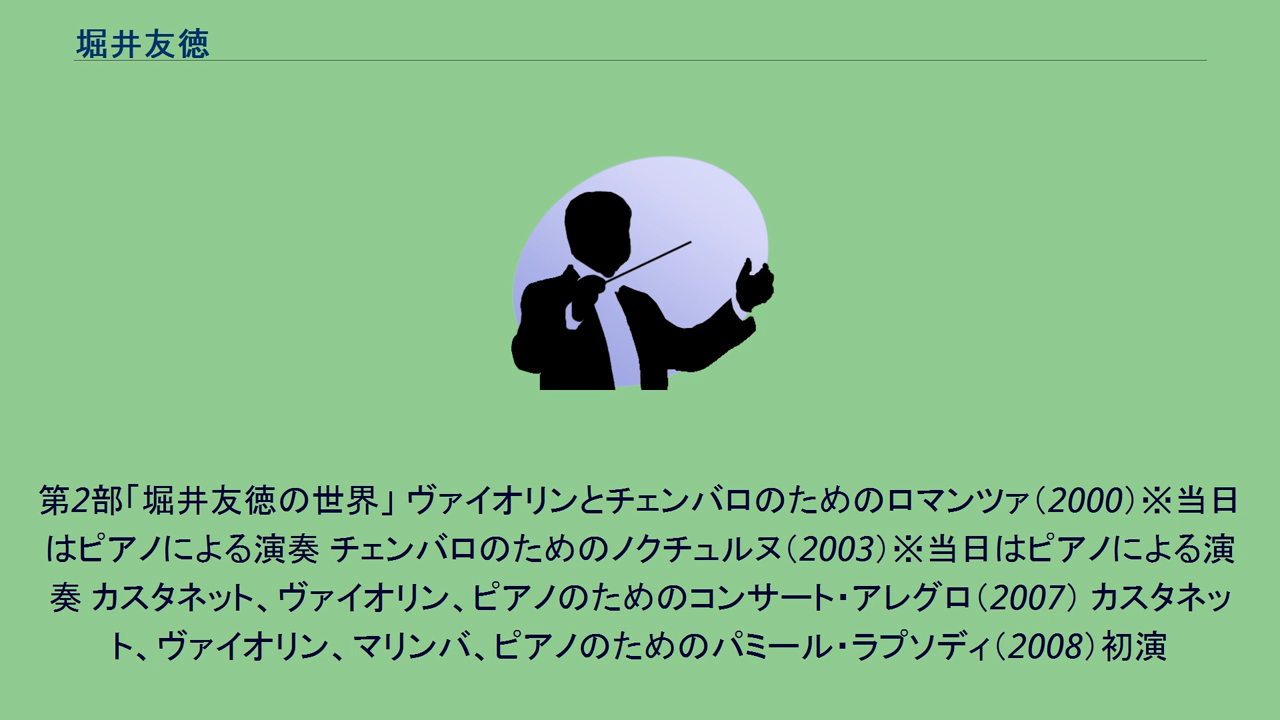 堀井友徳
第2部「堀井友徳の世界」 ヴァイオリンとチェンバロのためのロマンツァ（2000）※当日
はピアノによる演奏 チェンバロのためのノクチュルヌ（2003）※当日はピアノによる演
奏 カスタネット、ヴァイオリン、ピアノのためのコンサート・アレグロ（2007） カスタネッ
ト、ヴァイオリン、マリンバ、ピアノのためのパミール・ラプソディ（2008）初演